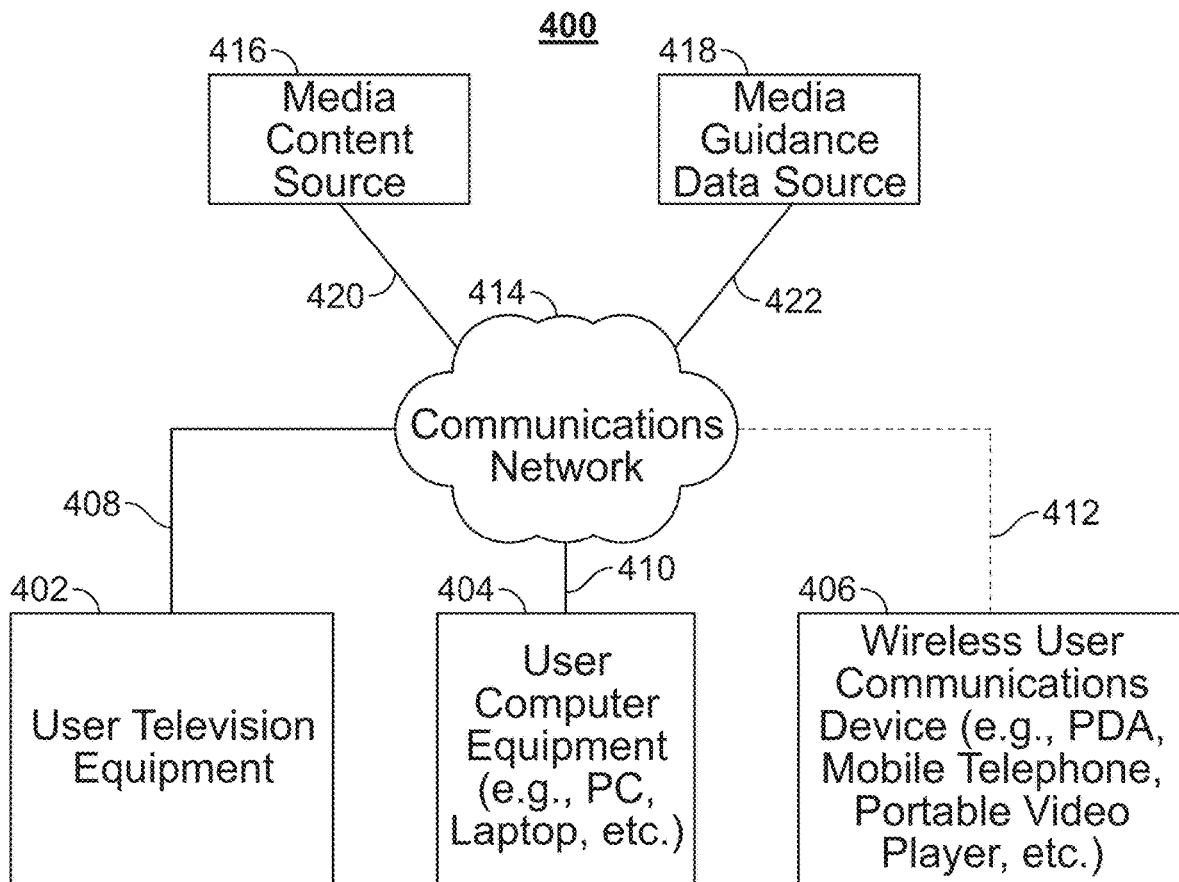 400
416
Media
Content
Source
418
Media
Guidance
Data Source
420
414
422
Communications
Network
408
410
412
402
User Television
Equipment
404
User
Computer
Equipment
(e.g., PC,
Laptop, etc.)
406
Wireless User
Communications
Device (e.g., PDA,
Mobile Telephone,
Portable Video
Player, etc.)